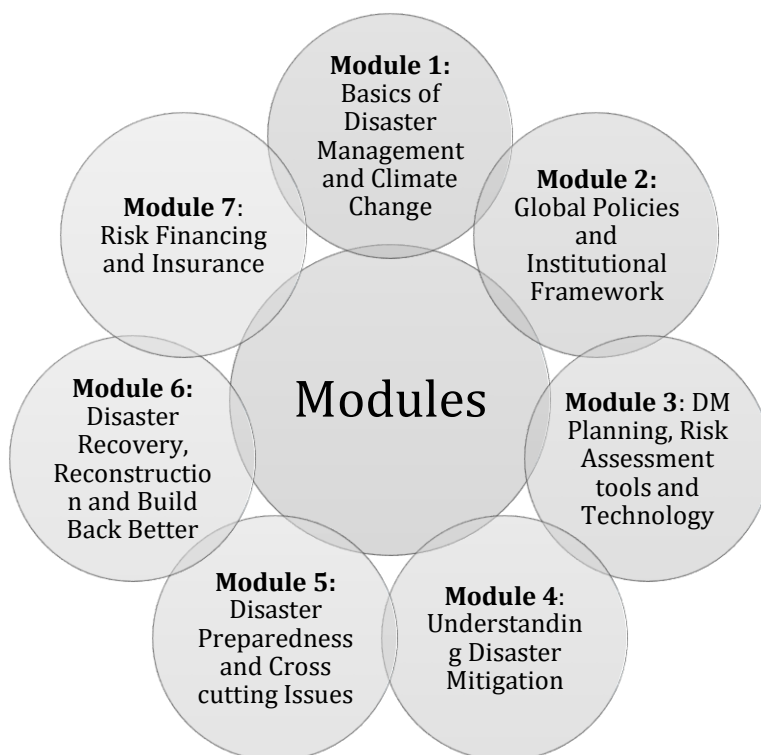 Module 1:
Basics of
Disaster
Management
and Climate
Change
Module 2:
Global Policies
and
Institutional
Framework
Module 3: DM
Planning, Risk
Assessment
tools and
Technology
Module 4:
Understandin
g Disaster
Mitigation
Module 5:
Disaster
Preparedness
and Cross
cutting Issues
Module 6:
Disaster
Recovery,
Reconstructio
n and Build
Back Better
Module 7:
Risk Financing
and Insurance
Modules